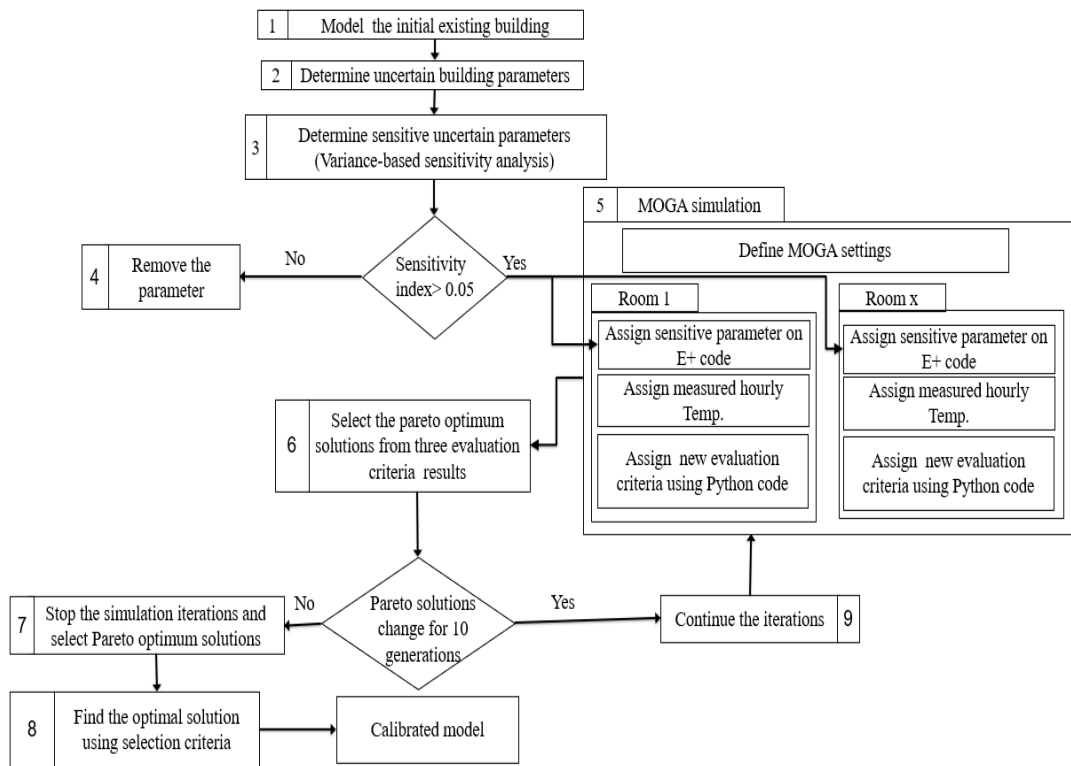 1
Model the initial existing building
2
Determine uncertain building parameters
3
Determine sensitive uncertain parameters
(Variance-based sensitivity analysis)
Sensitivity
index> 0.05
No
Yes
4
Remove the
parameter
5
MOGA simulation
Define MOGA settings
Room 1
Assign sensitive parameter on
E+ code
Assign measured hourly
Temp.
Assign new evaluation
criteria using Python code
Room x
Assign sensitive parameter on
E+ code
Assign measured hourly
Temp.
Assign new evaluation
criteria using Python code
6
Select the pareto optimum
solutions from three evaluation
criteria results
Pareto solutions
change for 10
generations
No
Yes
7
Stop the simulation iterations and
select Pareto optimum solutions
Continue the iterations
9
8
Find the optimal solution
using selection criteria
Calibrated model